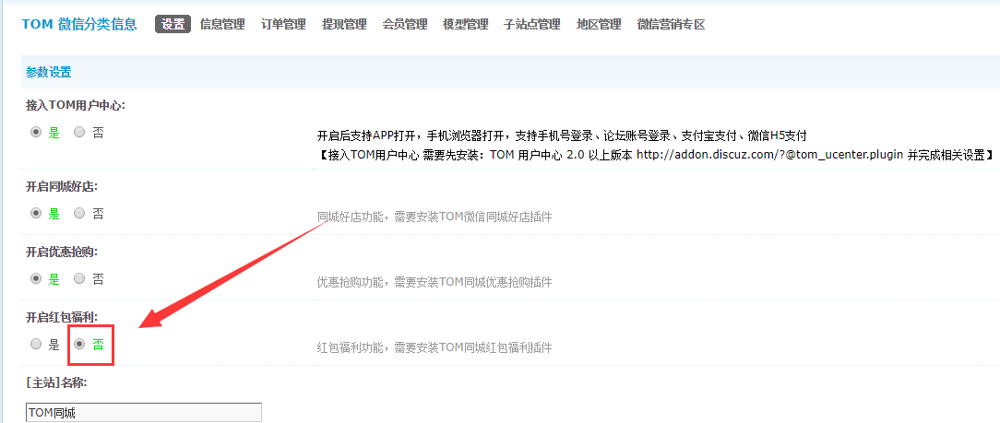 TOM 微信分类信息 设置 信息管理 订单管理 提现管理 会员管理 模型管理 子站点管理 地区管理 微信营销专区
参数设置
接入TOM用户中心:
是 否 开启后支持APP打开，手机浏览器打开，支持手机号登录、论坛账号登录、支付宝支付、微信H5支付
【接入TOM用户中心 需要先安装：TOM 用户中心 2.0 以上版本 http://addon.discuz.com/?@tom_ucenter.plugin 并完成相关设置】
开启同城好店:
是 否 同城好店功能，需要安装TOM微信同城好店插件
开启优惠抢购:
是 否 优惠抢购功能，需要安装TOM同城优惠抢购插件
开启红包福利:
是 否 红包福利功能，需要安装TOM同城红包福利插件
[主站]名称:
TOM同城